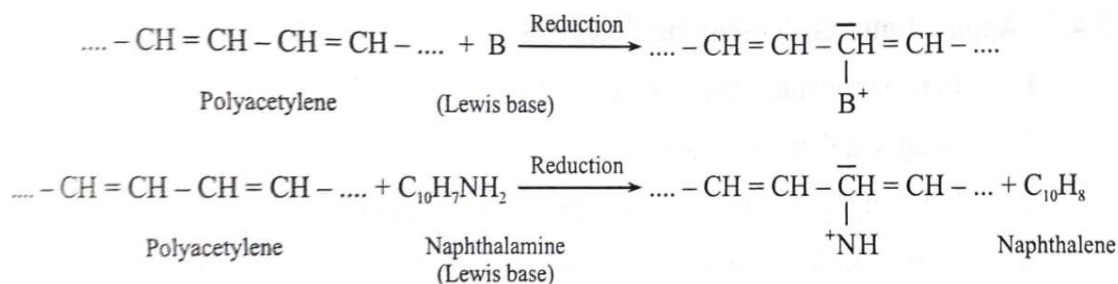 Reduction
.... – CH = CH – CH = CH – .... + B → .... – CH = CH – C̅H = CH – ....
|
Polyacetylene (Lewis base) B⁺
Reduction
.... – CH = CH – CH = CH – .... + C₁₀H₇NH₂ → .... – CH = CH – C̅H = CH – ... + C₁₀H₈
|
Polyacetylene Naphthalamine ⁺NH Naphthalene
(Lewis base)